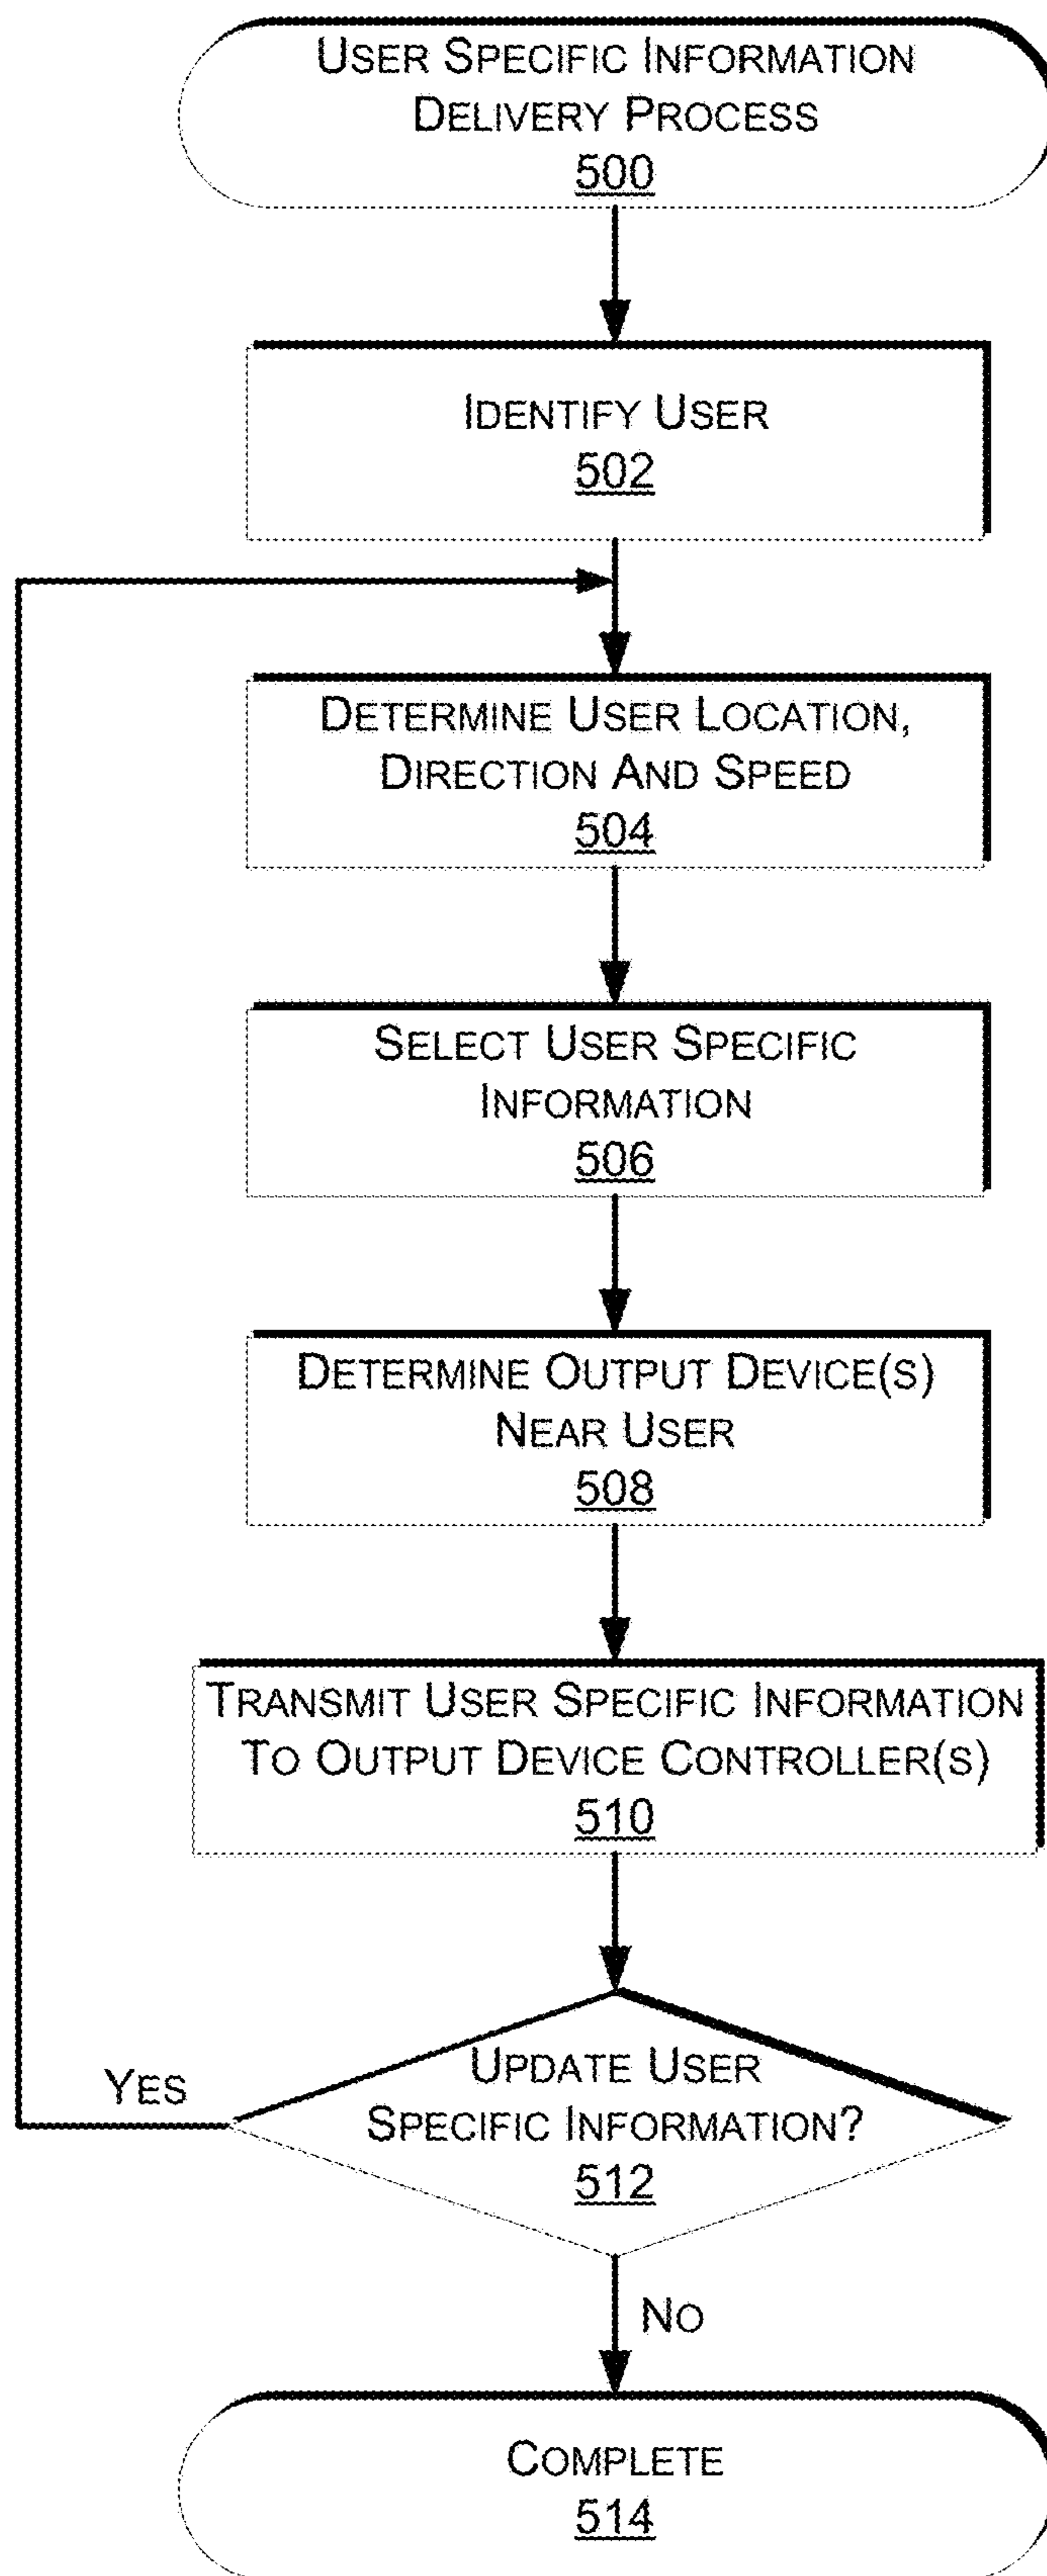 USER SPECIFIC INFORMATION
DELIVERY PROCESS
500
IDENTIFY USER
502
DETERMINE USER LOCATION,
DIRECTION AND SPEED
504
SELECT USER SPECIFIC
INFORMATION
506
DETERMINE OUTPUT DEVICE(S)
NEAR USER
508
TRANSMIT USER SPECIFIC INFORMATION
TO OUTPUT DEVICE CONTROLLER(S)
510
UPDATE USER
SPECIFIC INFORMATION?
512
YES
NO
COMPLETE
514